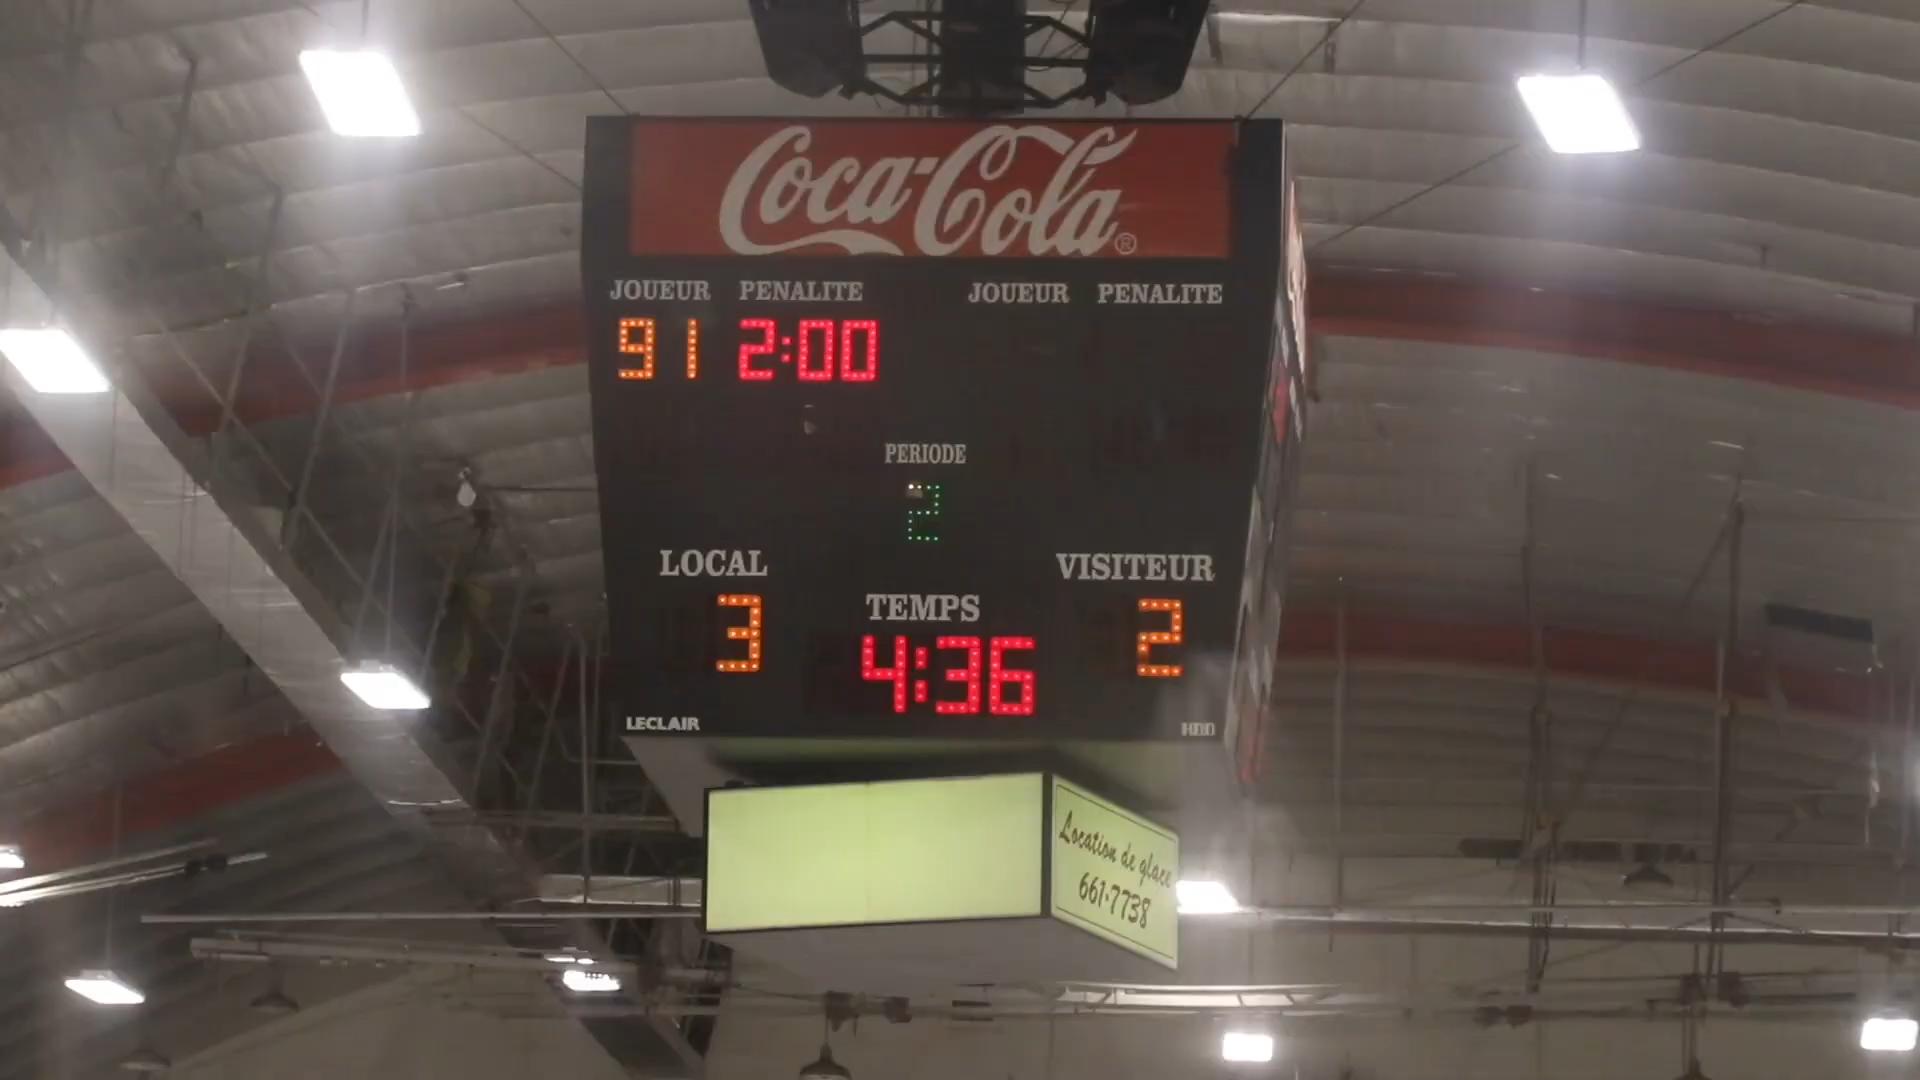 Coca-Cola®
JOUEUR PENALITE JOUEUR PENALITE
91 2:00
PERIODE
2
LOCAL VISITEUR
TEMPS
3 4:36 2
LECLAIR
Location de glace
661-7738